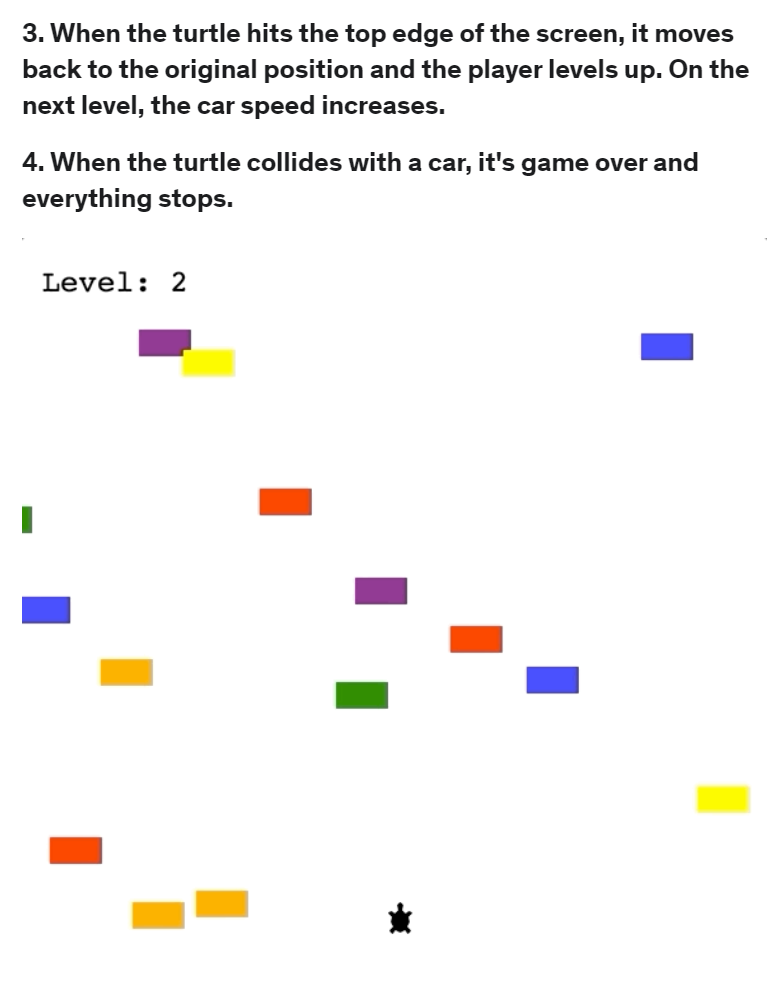 3. When the turtle hits the top edge of the screen, it moves
back to the original position and the player levels up. On the
next level, the car speed increases.
4. When the turtle collides with a car, it's game over and
everything stops.
Level: 2